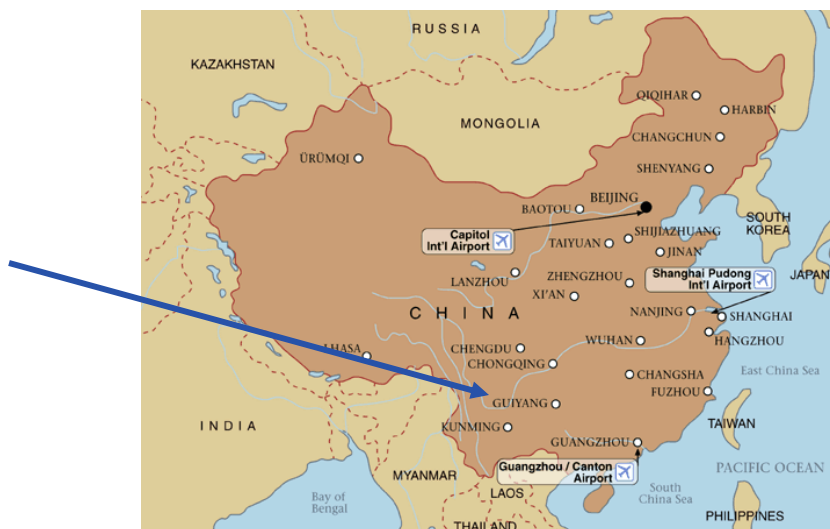 RUSSIA
KAZAKHSTAN
MONGOLIA
QIQIHAR
HARBIN
CHANGCHUN
ÜRÜMQI
SHENYANG
BEIJING
BAOTOU
SOUTH
KOREA
Capitol
Int'l Airport
SHIJIAZHUANG
TAIYUAN
JINAN
LANZHOU
ZHENGZHOU
Shanghai Pudong
Int'l Airport
JAPAN
XI'AN
CHINA
NANJING
SHANGHAI
HANGZHOU
WUHAN
LHASA
CHENGDU
CHONGQING
East China Sea
CHANGSHA
FUZHOU
GUIYANG
INDIA
KUNMING
TAIWAN
GUANGZHOU
Guangzhou / Canton
Airport
PACIFIC OCEAN
MYANMAR
LAOS
South
China Sea
Bay of
Bengal
THAILAND
PHILIPPINES